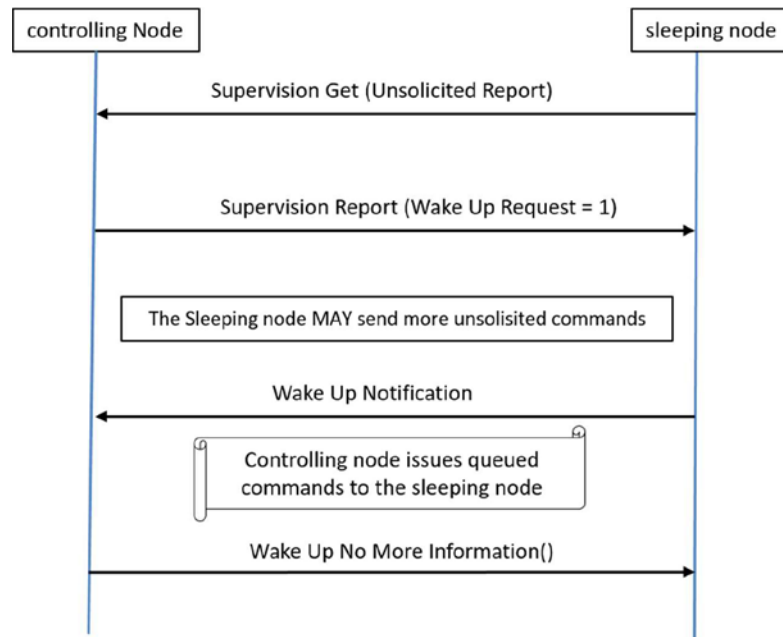 controlling Node
sleeping node
Supervision Get (Unsolicited Report)
Supervision Report (Wake Up Request = 1)
The Sleeping node MAY send more unsolisited commands
Wake Up Notification
Controlling node issues queued
commands to the sleeping node
Wake Up No More Information()